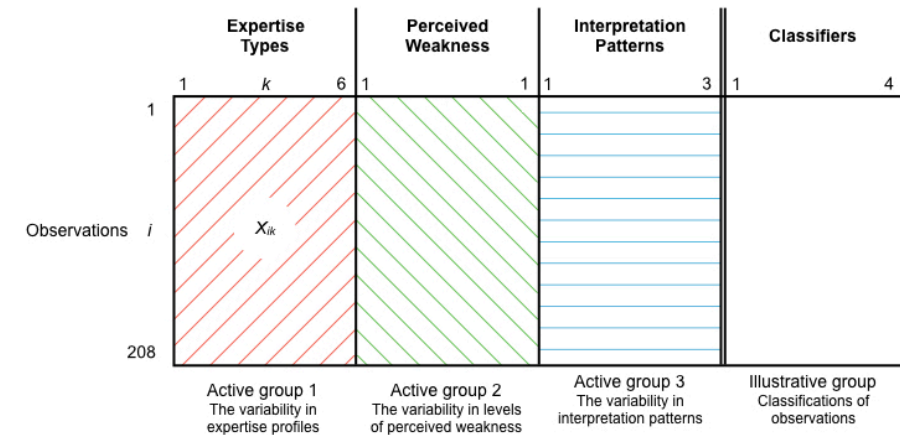 Expertise
Types
Perceived
Weakness
Interpretation
Patterns
Classifiers
1 k 6 1 1 1 3 1 4
1
Observations i
X_ik
208
Active group 1
The variability in
expertise profiles
Active group 2
The variability in levels
of perceived weakness
Active group 3
The variability in
interpretation patterns
Illustrative group
Classifications of
observations